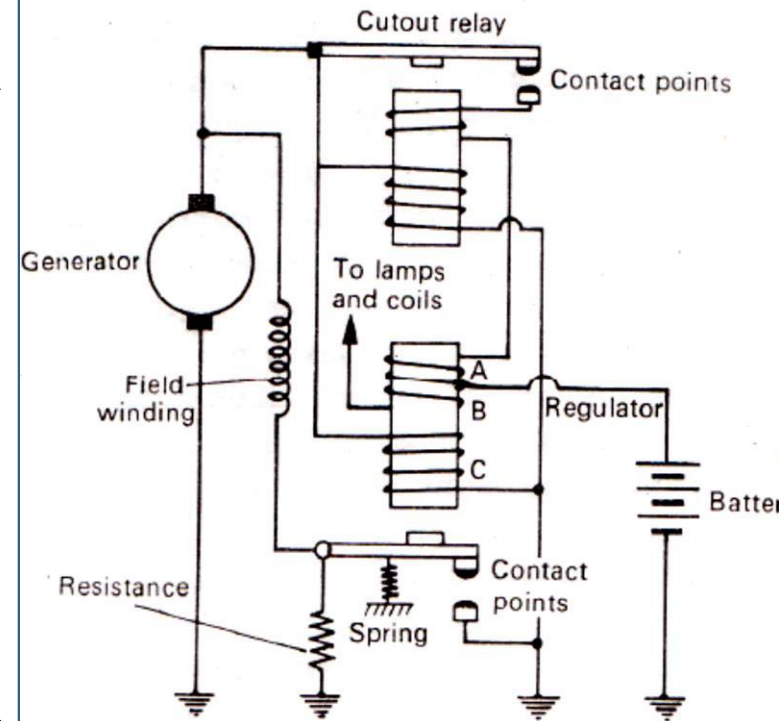 Cutout relay
Contact points
Generator
To lamps
and coils
A
Field
winding
B
Regulator
C
Batter
Resistance
Contact
points
Spring